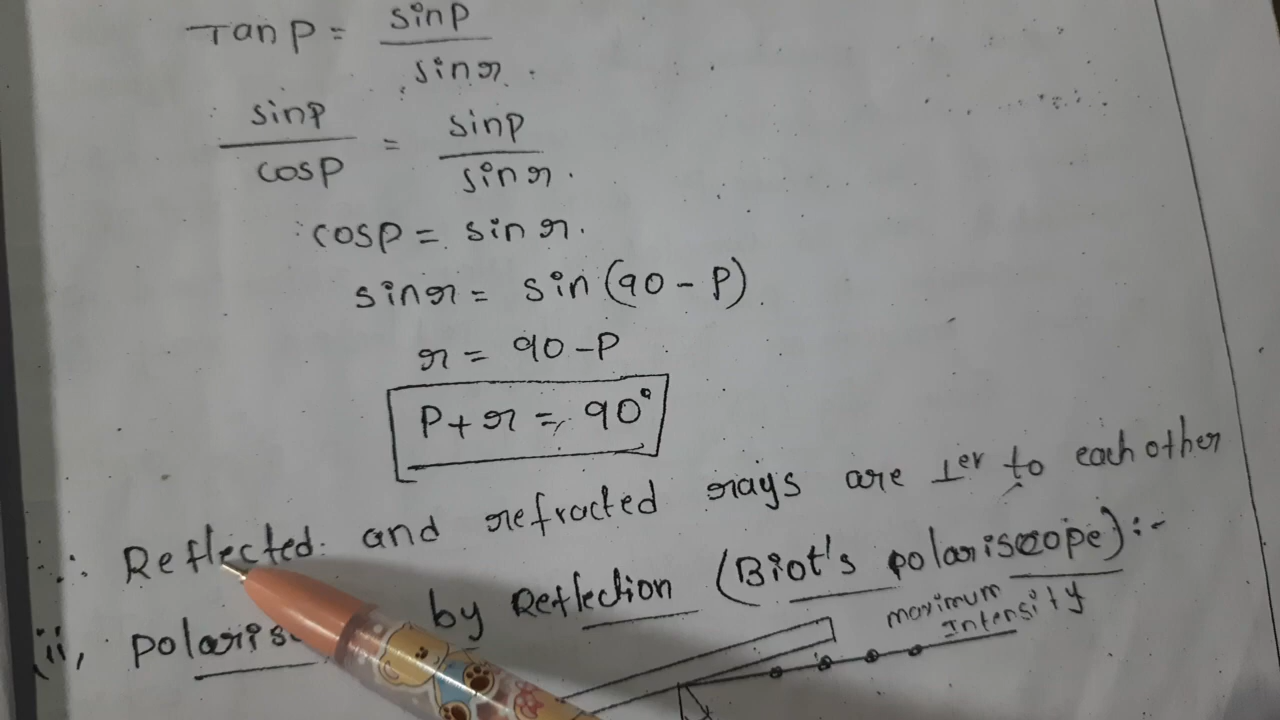 Tan P = sinp / sinr.
sinp / cosp = sinp / sinr.
cosp = sin r.
sinr = sin (90 - P)
r = 90 - P
P + r = 90°
∴ Reflected and refracted rays are ⊥er to each other
(ii, polaris by Reflection (Biot's polariscope) :-
maximum
Intensity